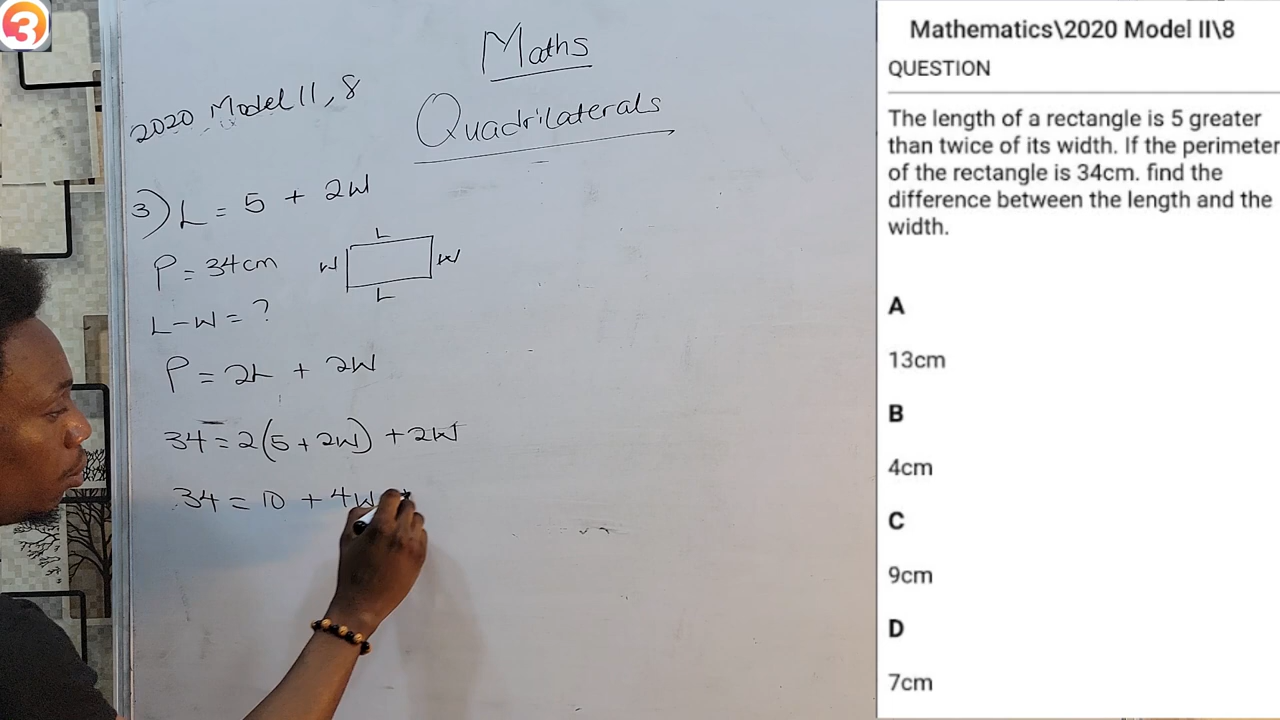 3
Maths
Quadrilaterals
2020 Model II, 8
3) L = 5 + 2W
P = 34cm
L
W
W
L
L-W = ?
P = 2L + 2W
34 = 2(5 + 2W) + 2W
34 = 10 + 4W +
Mathematics\2020 Model II\8
QUESTION
The length of a rectangle is 5 greater
than twice of its width. If the perimeter
of the rectangle is 34cm. find the
difference between the length and the
width.
A
13cm
B
4cm
C
9cm
D
7cm